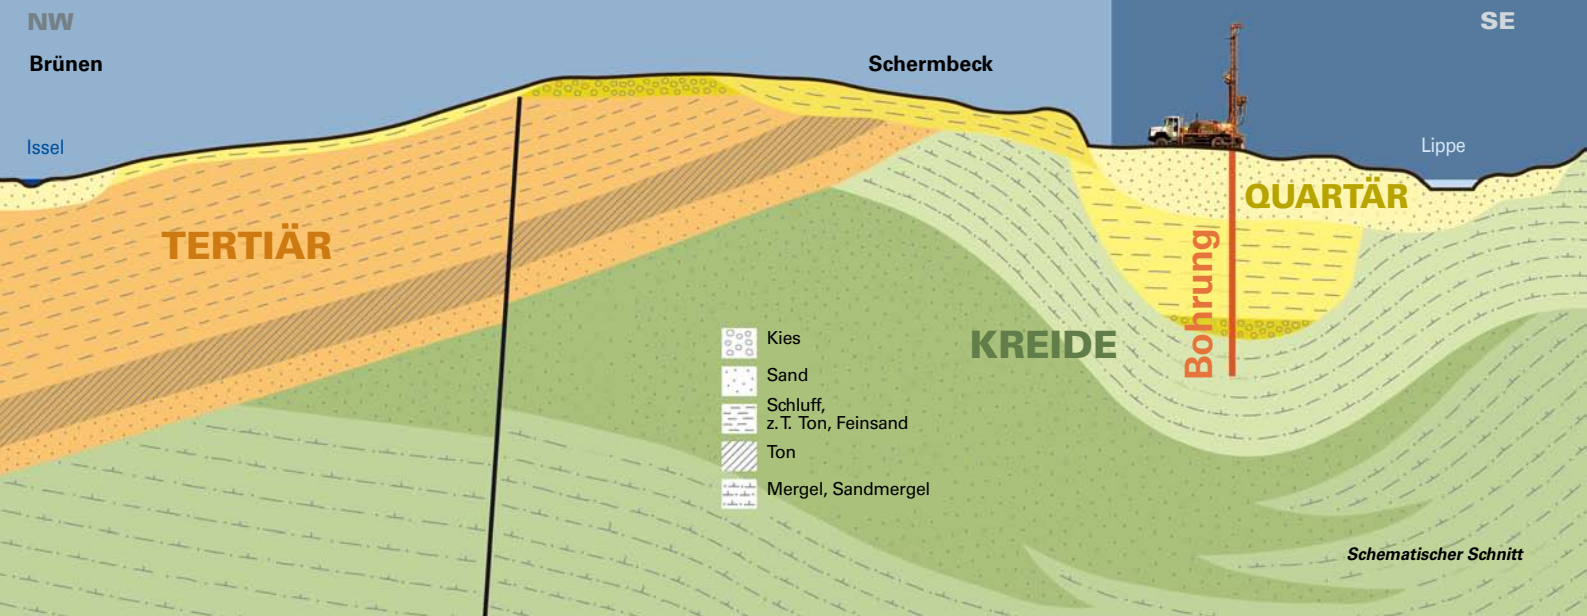 NW
SE
Brünen
Schermbeck
Issel
Lippe
QUARTÄR
TERTIÄR
Bohrung
KREIDE
Kies
Sand
Schluff,
z.T. Ton, Feinsand
Ton
Mergel, Sandmergel
Schematischer Schnitt